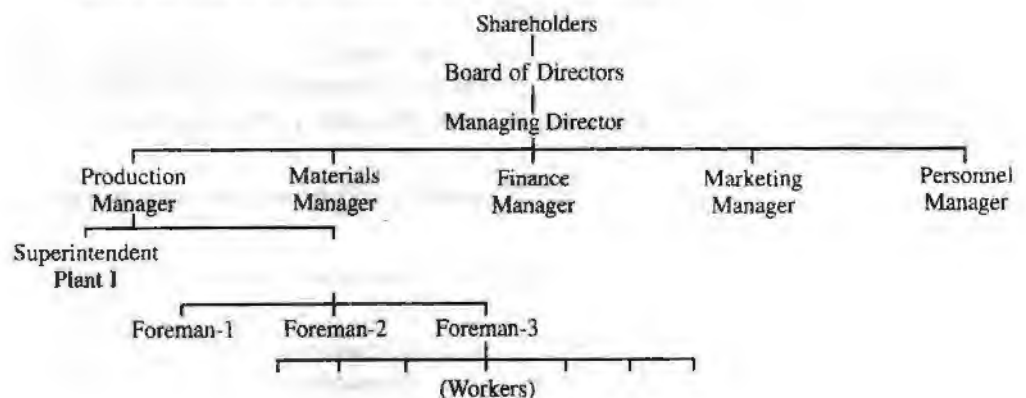 Shareholders
Board of Directors
Managing Director
Production Manager
Materials Manager
Finance Manager
Marketing Manager
Personnel Manager
Superintendent
Plant 1
Foreman-1 Foreman-2 Foreman-3
(Workers)